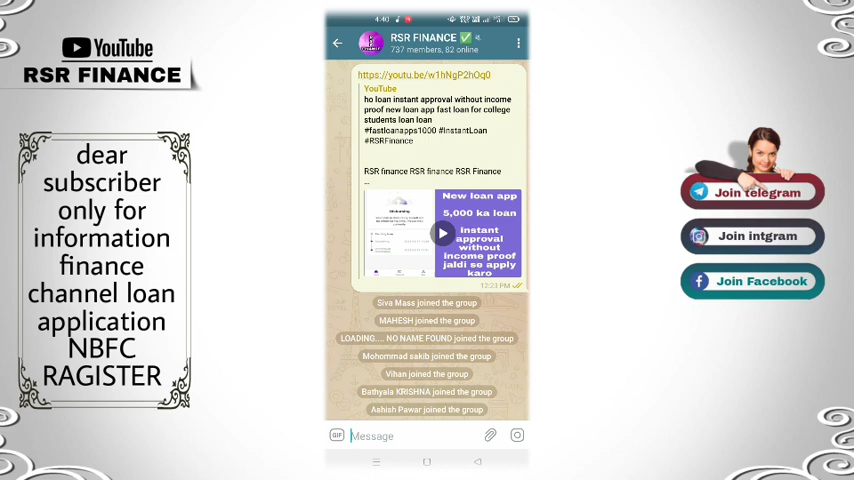 YouTube
RSR FINANCE
dear
subscriber
only for
information
finance
channel loan
application
NBFC
RAGISTER
4:40
RSR FINANCE
737 members, 82 online
https://youtu.be/w1hNgP2hOq0
YouTube
ho loan instant approval without income
proof new loan app fast loan for college
students loan loan
#fastloanapps1000 #InstantLoan
#RSRFinance
RSR finance RSR finance RSR Finance
...
New loan app
5,000 ka loan
instant
approval
without
income proof
jaldi se apply
karo
12:23 PM
Siva Mass joined the group
MAHESH joined the group
LOADING.... NO NAME FOUND joined the group
Mohommad sakib joined the group
Vihan joined the group
Bathyala KRISHNA joined the group
Ashish Pawar joined the group
GIF
Message
Join telegram
Join intgram
Join Facebook